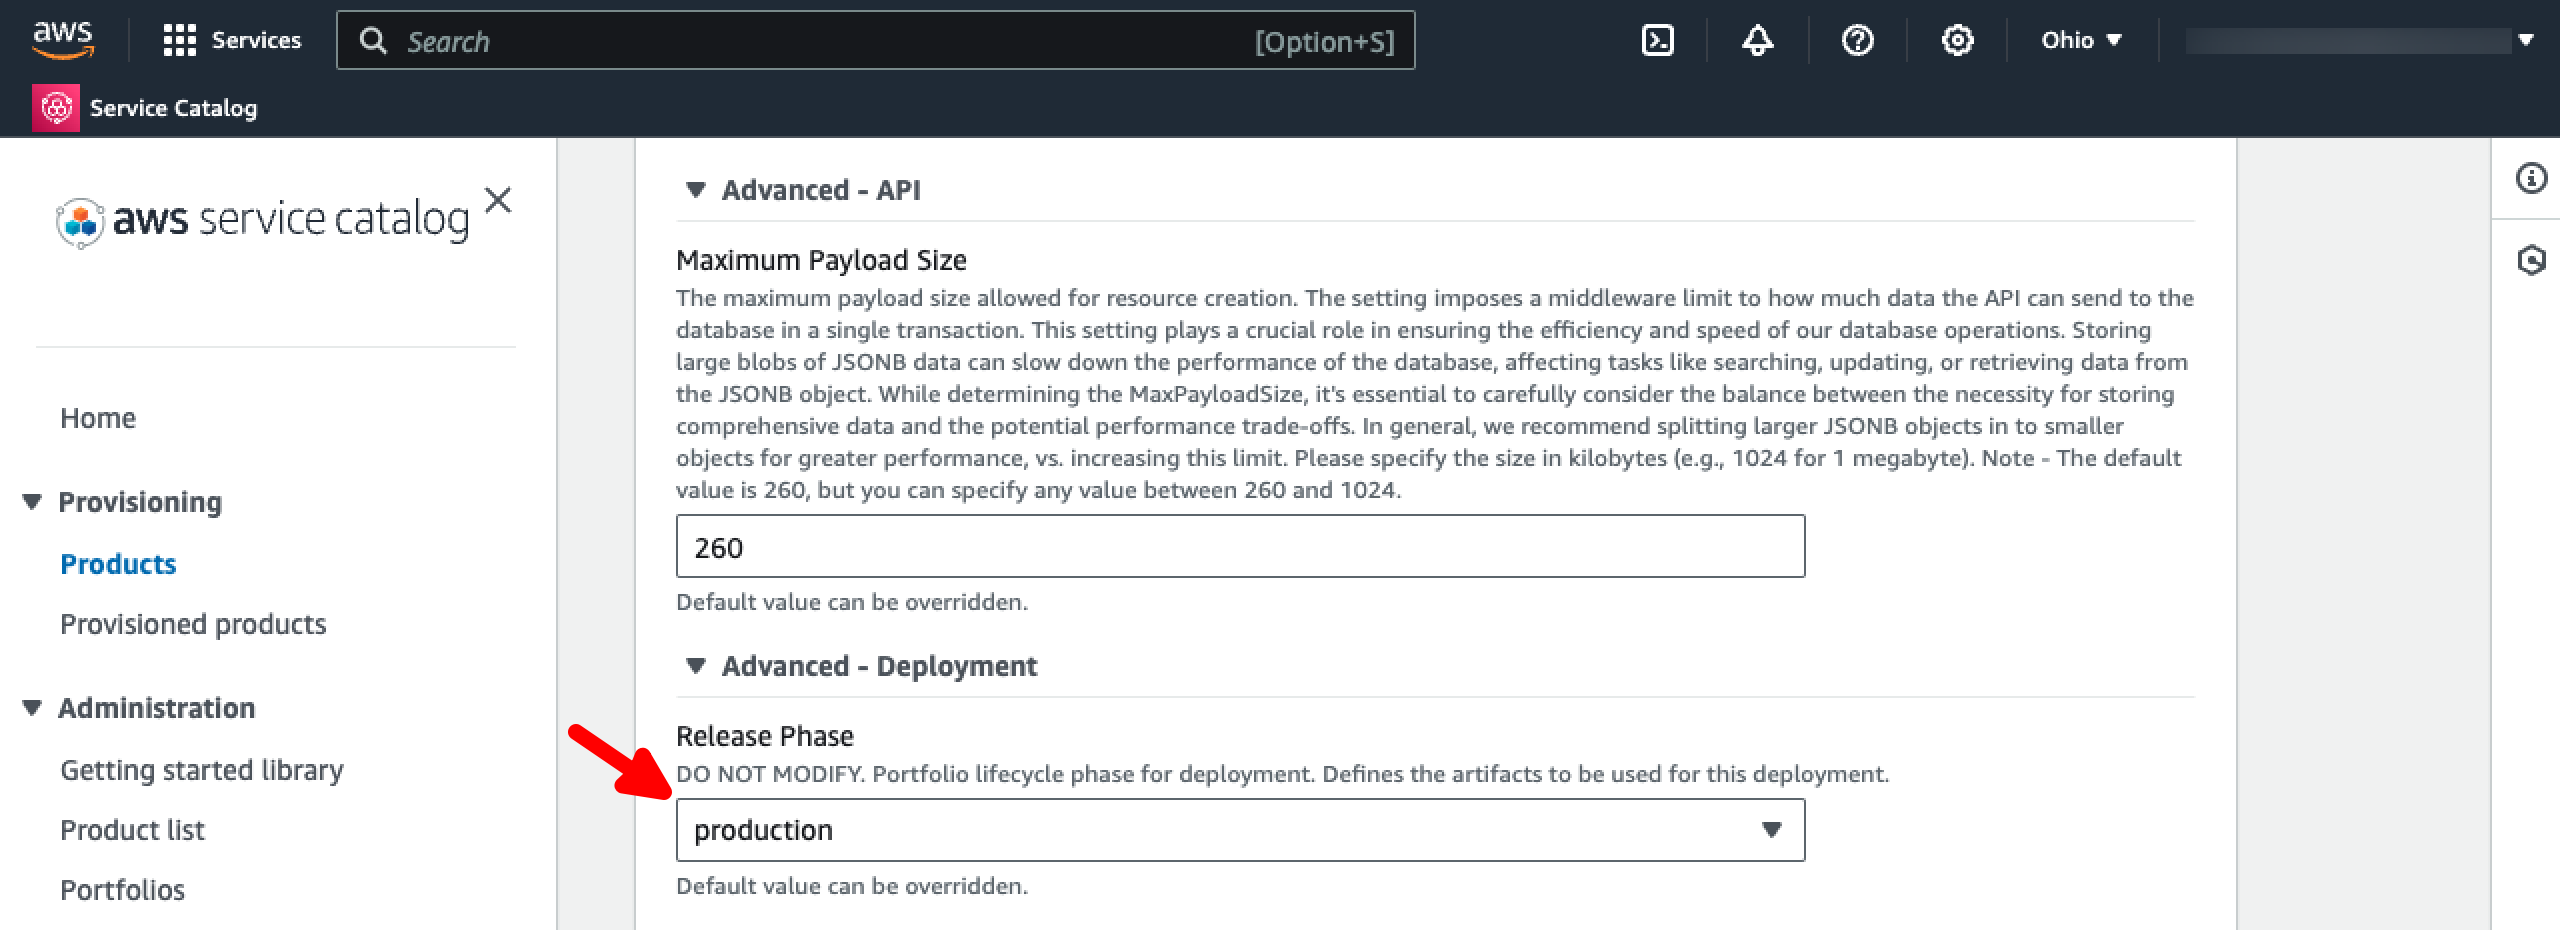 aws
Services
Search
[Option+S]
Ohio
Service Catalog
aws service catalog
Home
Provisioning
Products
Provisioned products
Administration
Getting started library
Product list
Portfolios
Advanced - API
Maximum Payload Size
The maximum payload size allowed for resource creation. The setting imposes a middleware limit to how much data the API can send to the
database in a single transaction. This setting plays a crucial role in ensuring the efficiency and speed of our database operations. Storing
large blobs of JSONB data can slow down the performance of the database, affecting tasks like searching, updating, or retrieving data from
the JSONB object. While determining the MaxPayloadSize, it's essential to carefully consider the balance between the necessity for storing
comprehensive data and the potential performance trade-offs. In general, we recommend splitting larger JSONB objects in to smaller
objects for greater performance, vs. increasing this limit. Please specify the size in kilobytes (e.g., 1024 for 1 megabyte). Note - The default
value is 260, but you can specify any value between 260 and 1024.
260
Default value can be overridden.
Advanced - Deployment
Release Phase
DO NOT MODIFY. Portfolio lifecycle phase for deployment. Defines the artifacts to be used for this deployment.
production
Default value can be overridden.